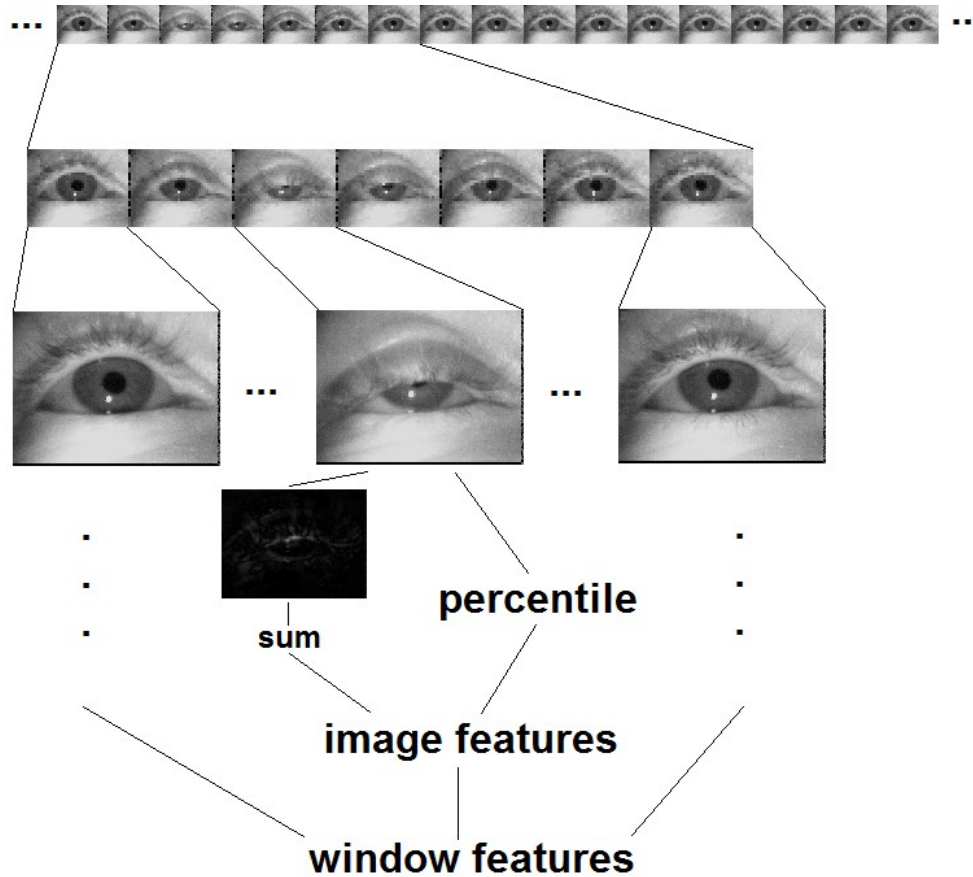 ... ..
... ...
percentile
sum
image features
window features